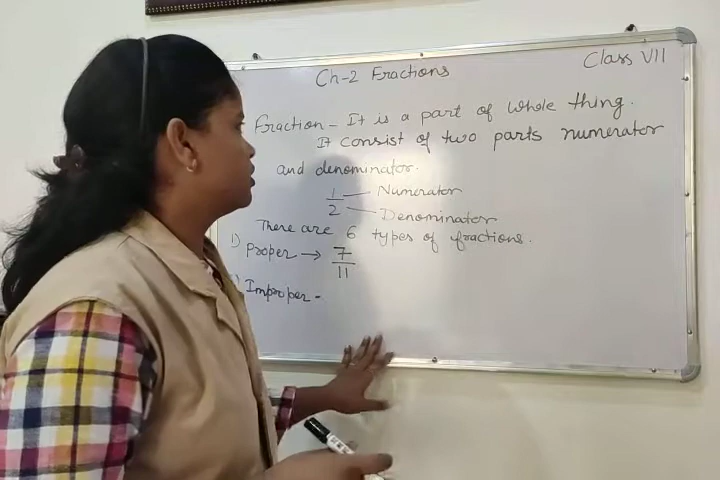 Ch-2 Fractions
Class VII
Fraction - It is a part of whole thing.
It consist of two parts numerator
and denominator.
1/2
Numerator
Denominator
There are 6 types of fractions.
1) Proper → 7/11
Improper -